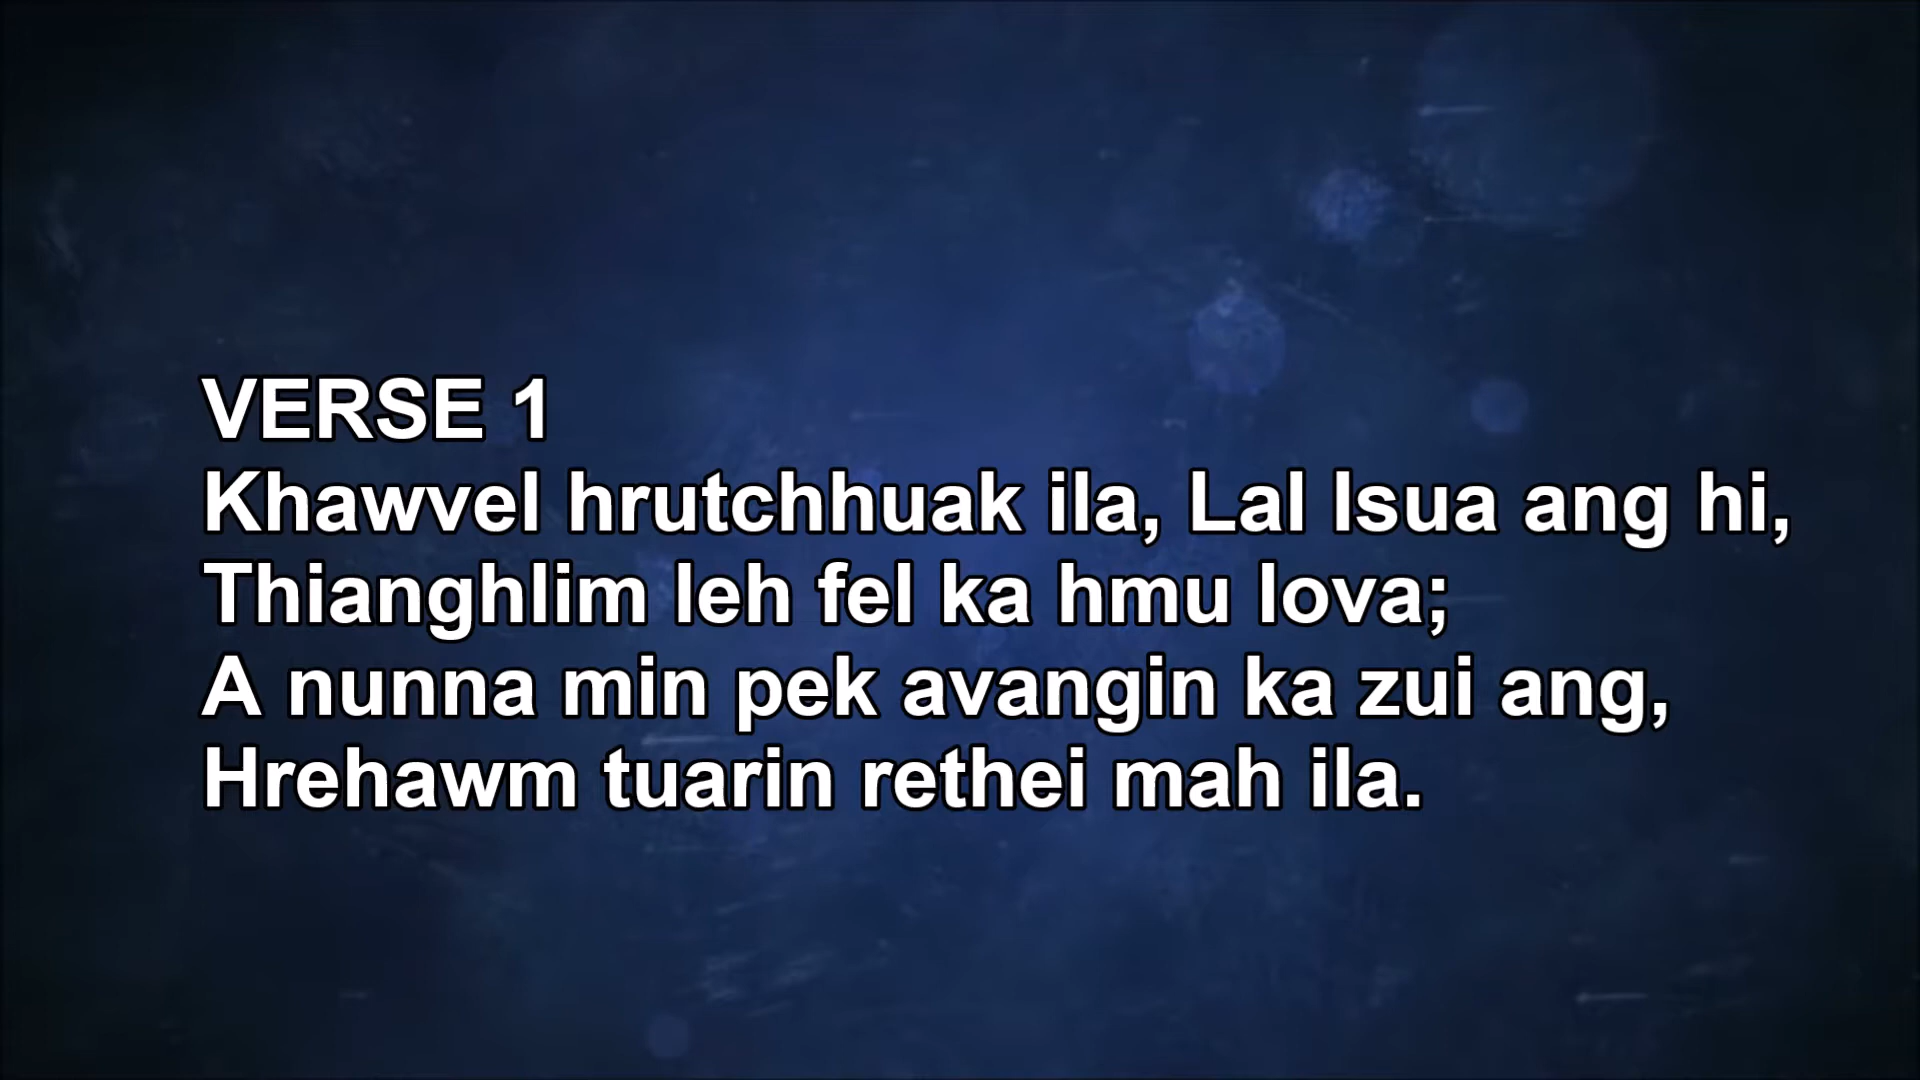 VERSE 1
Khawvel hrutchhuak ila, Lal Isua ang hi,
Thianghlim leh fel ka hmu lova;
A nunna min pek avangin ka zui ang,
Hrehawm tuarin rethei mah ila.